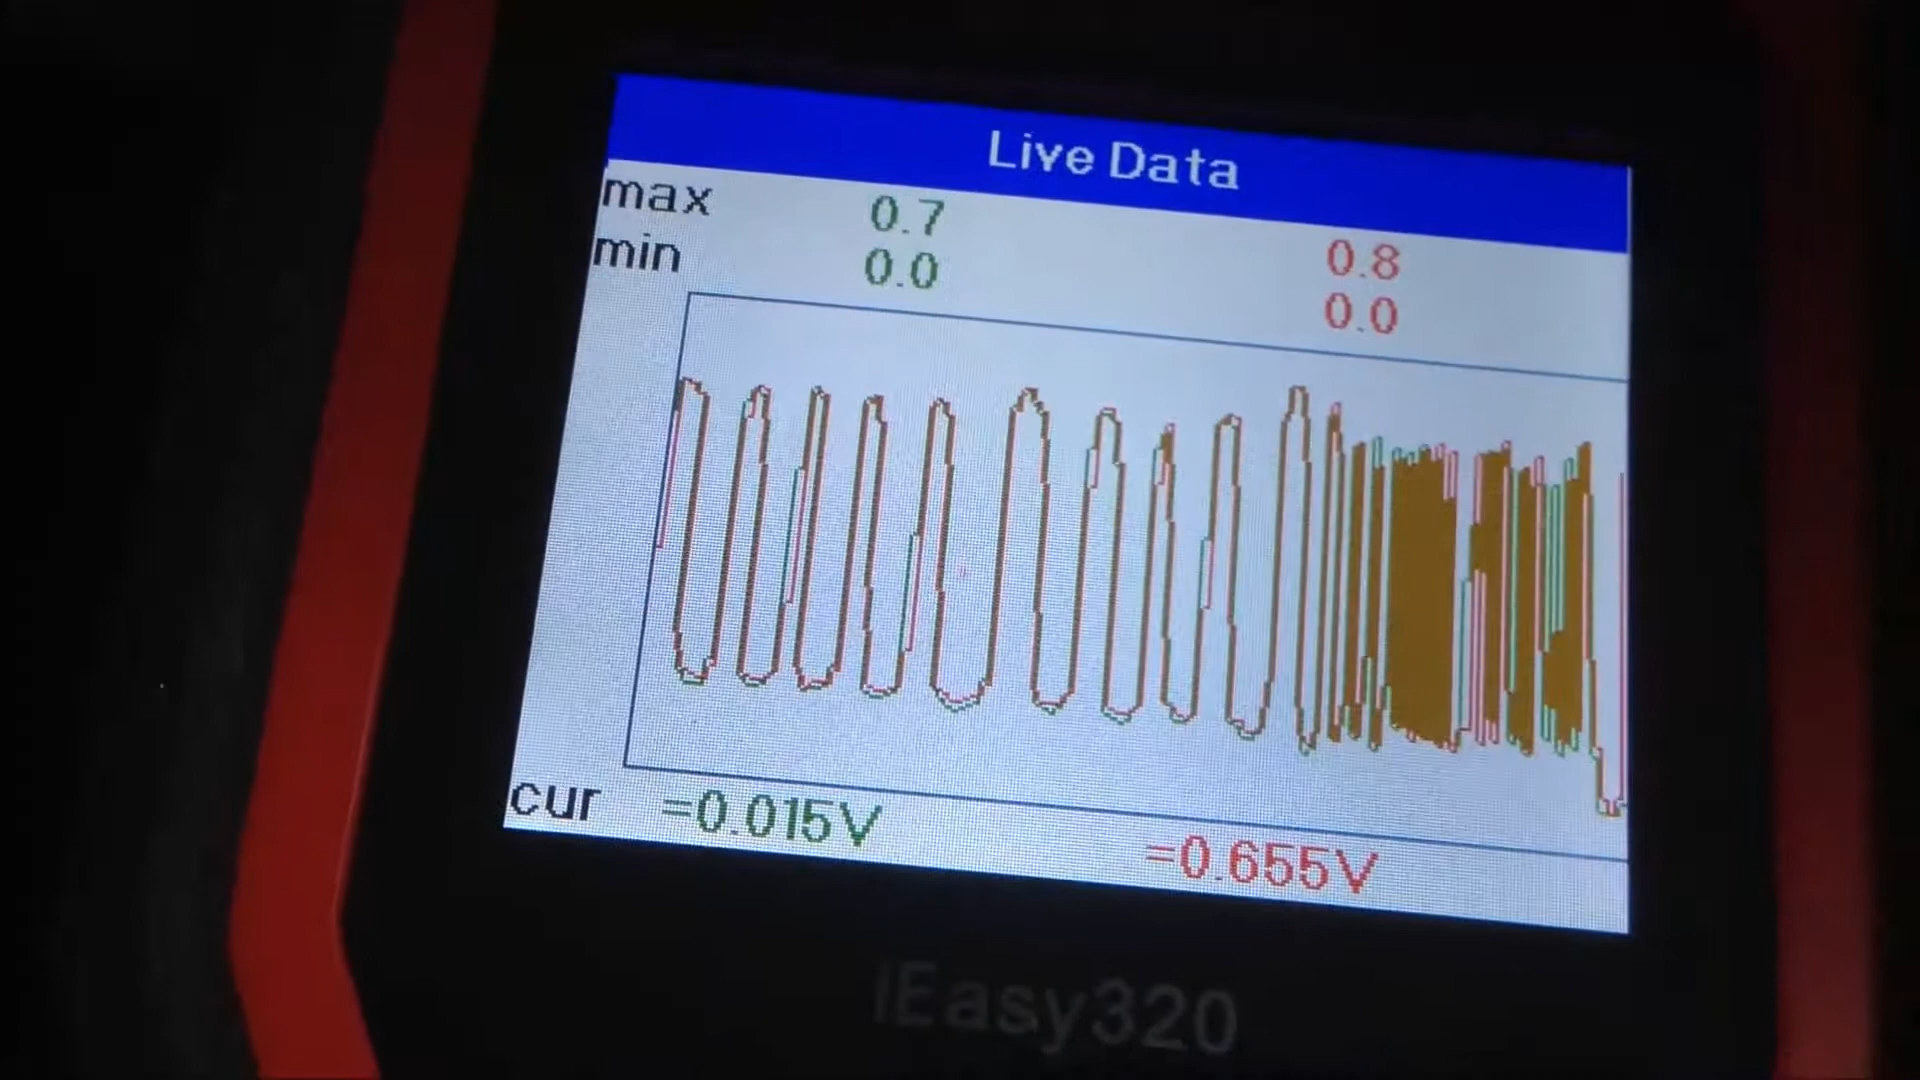 Live Data
max 0.7 0.8
min 0.0 0.0
cur =0.015V =0.655V
iEasy320